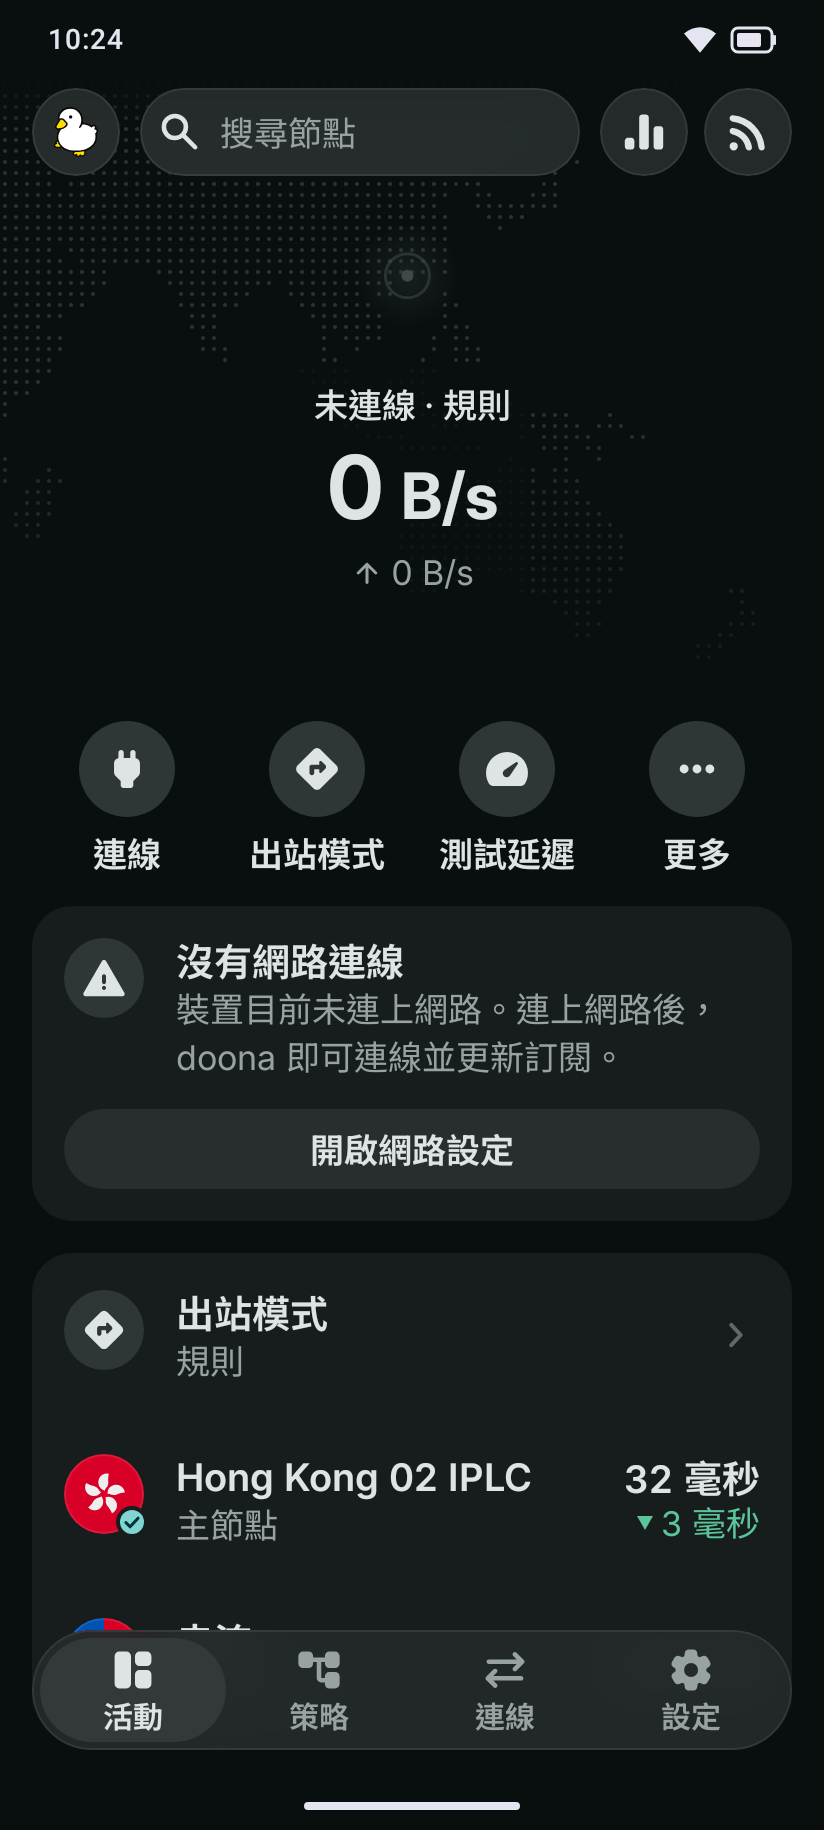 10:24
搜尋節點
未連線 · 規則
0 B/s
↑ 0 B/s
連線
出站模式
測試延遲
更多
沒有網路連線
裝置目前未連上網路。連上網路後，
doona 即可連線並更新訂閱。
開啟網路設定
出站模式
規則
Hong Kong 02 IPLC
32 毫秒
主節點
▼3 毫秒
活動
策略
連線
設定